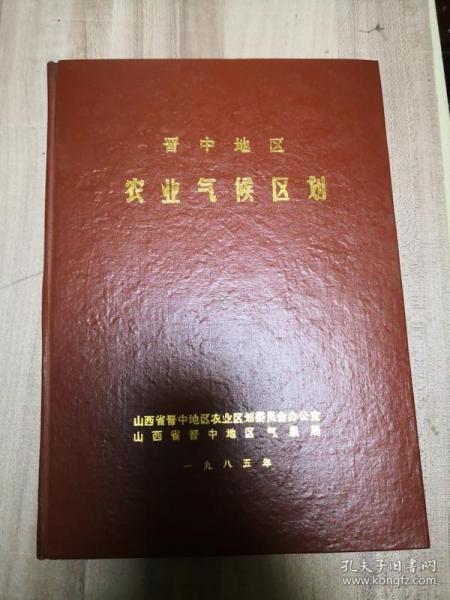 晋中地区
农业气候区划
山西省晋中地区农业区划委员会办公室
山西省晋中地区气象局
一九八五年
孔夫子旧书网
www.kongfz.com